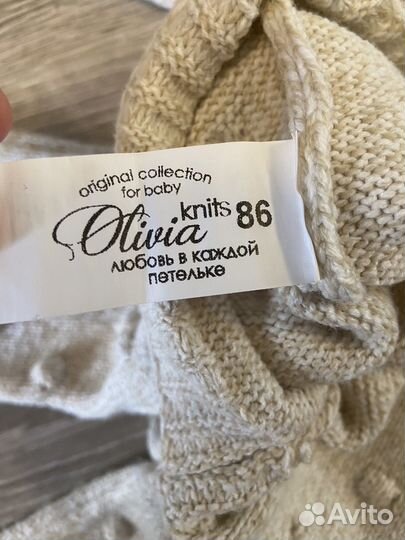 original collection
for baby
Olivia knits 86
любовь в каждой
петельке
Avito